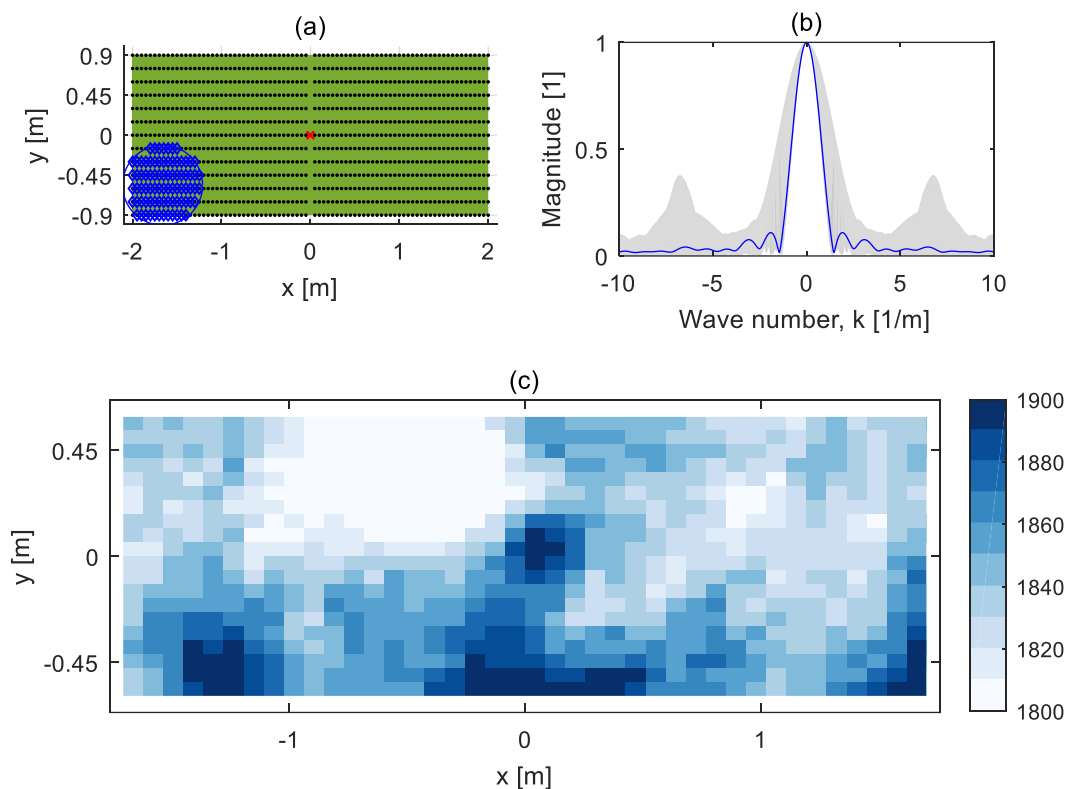 (a)
0.9
0.45
0
-0.45
-0.9
y [m]
-2 -1 0 1 2
x [m]
(b)
1
0.5
0
Magnitude [1]
-10 -5 0 5 10
Wave number, k [1/m]
(c)
0.45
0
-0.45
y [m]
-1 0 1
x [m]
1900
1880
1860
1840
1820
1800